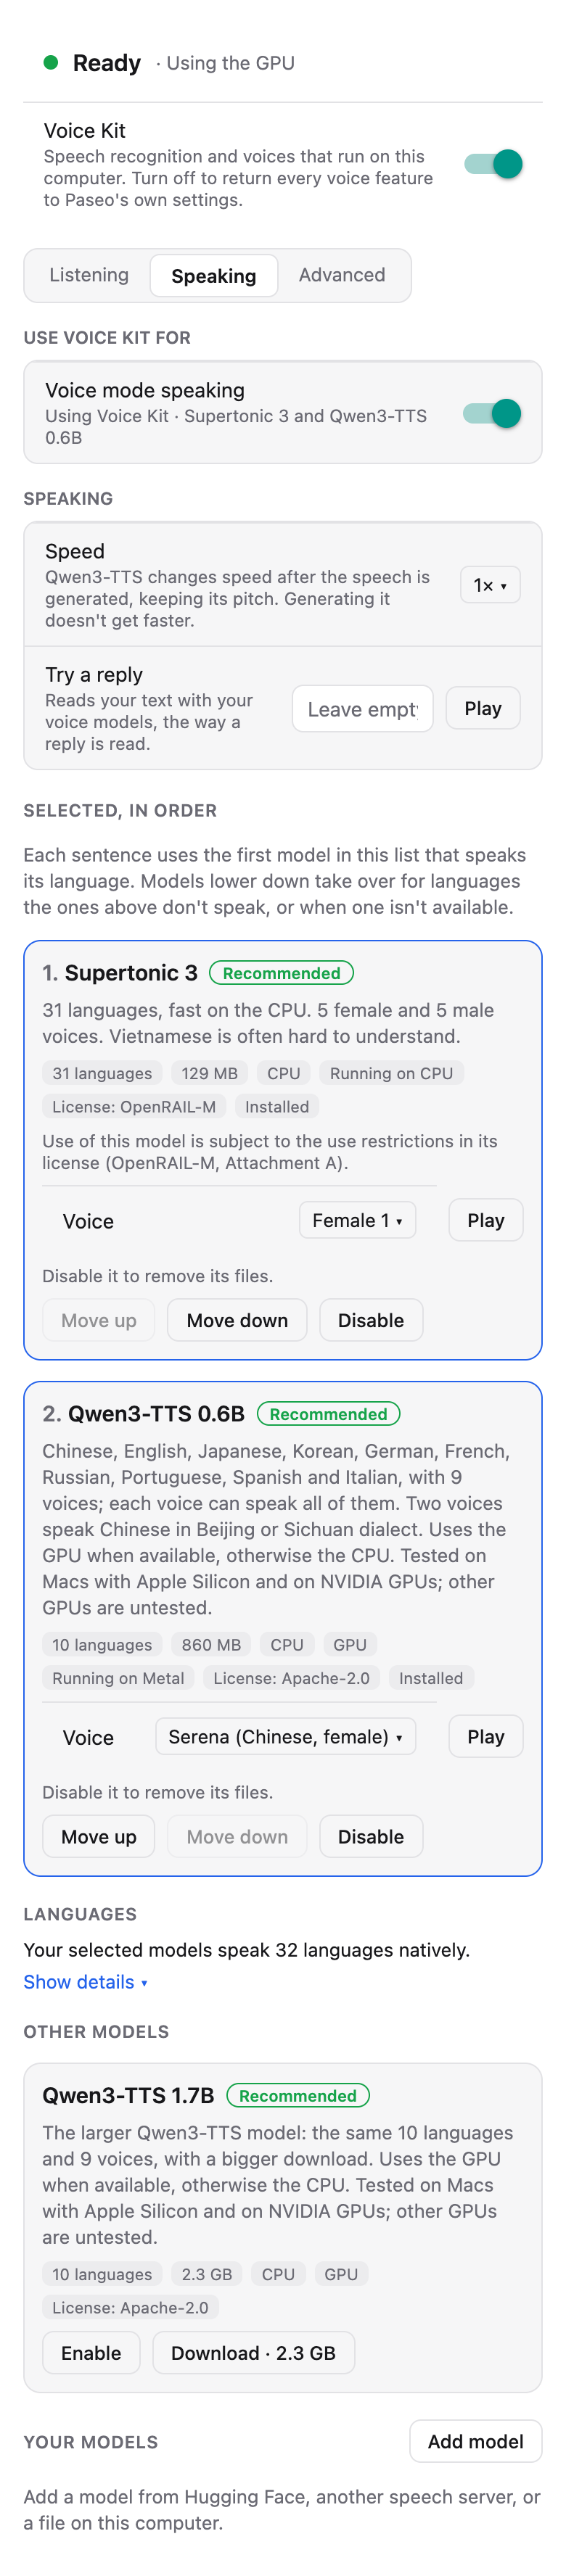 Ready · Using the GPU
Voice Kit
Speech recognition and voices that run on this
computer. Turn off to return every voice feature
to Paseo's own settings.
Listening Speaking Advanced
USE VOICE KIT FOR
Voice mode speaking
Using Voice Kit · Supertonic 3 and Qwen3-TTS
0.6B
SPEAKING
Speed
Qwen3-TTS changes speed after the speech is
generated, keeping its pitch. Generating it
doesn't get faster.
1× ▾
Try a reply
Reads your text with your
voice models, the way a
reply is read.
Leave empty Play
SELECTED, IN ORDER
Each sentence uses the first model in this list that speaks
its language. Models lower down take over for languages
the ones above don't speak, or when one isn't available.
1. Supertonic 3 Recommended
31 languages, fast on the CPU. 5 female and 5 male
voices. Vietnamese is often hard to understand.
31 languages 129 MB CPU Running on CPU
License: OpenRAIL-M Installed
Use of this model is subject to the use restrictions in its
license (OpenRAIL-M, Attachment A).
Voice Female 1 ▾ Play
Disable it to remove its files.
Move up Move down Disable
2. Qwen3-TTS 0.6B Recommended
Chinese, English, Japanese, Korean, German, French,
Russian, Portuguese, Spanish and Italian, with 9
voices; each voice can speak all of them. Two voices
speak Chinese in Beijing or Sichuan dialect. Uses the
GPU when available, otherwise the CPU. Tested on
Macs with Apple Silicon and on NVIDIA GPUs; other
GPUs are untested.
10 languages 860 MB CPU GPU
Running on Metal License: Apache-2.0 Installed
Voice Serena (Chinese, female) ▾ Play
Disable it to remove its files.
Move up Move down Disable
LANGUAGES
Your selected models speak 32 languages natively.
Show details ▾
OTHER MODELS
Qwen3-TTS 1.7B Recommended
The larger Qwen3-TTS model: the same 10 languages
and 9 voices, with a bigger download. Uses the GPU
when available, otherwise the CPU. Tested on Macs
with Apple Silicon and on NVIDIA GPUs; other GPUs
are untested.
10 languages 2.3 GB CPU GPU
License: Apache-2.0
Enable Download · 2.3 GB
YOUR MODELS Add model
Add a model from Hugging Face, another speech server, or
a file on this computer.